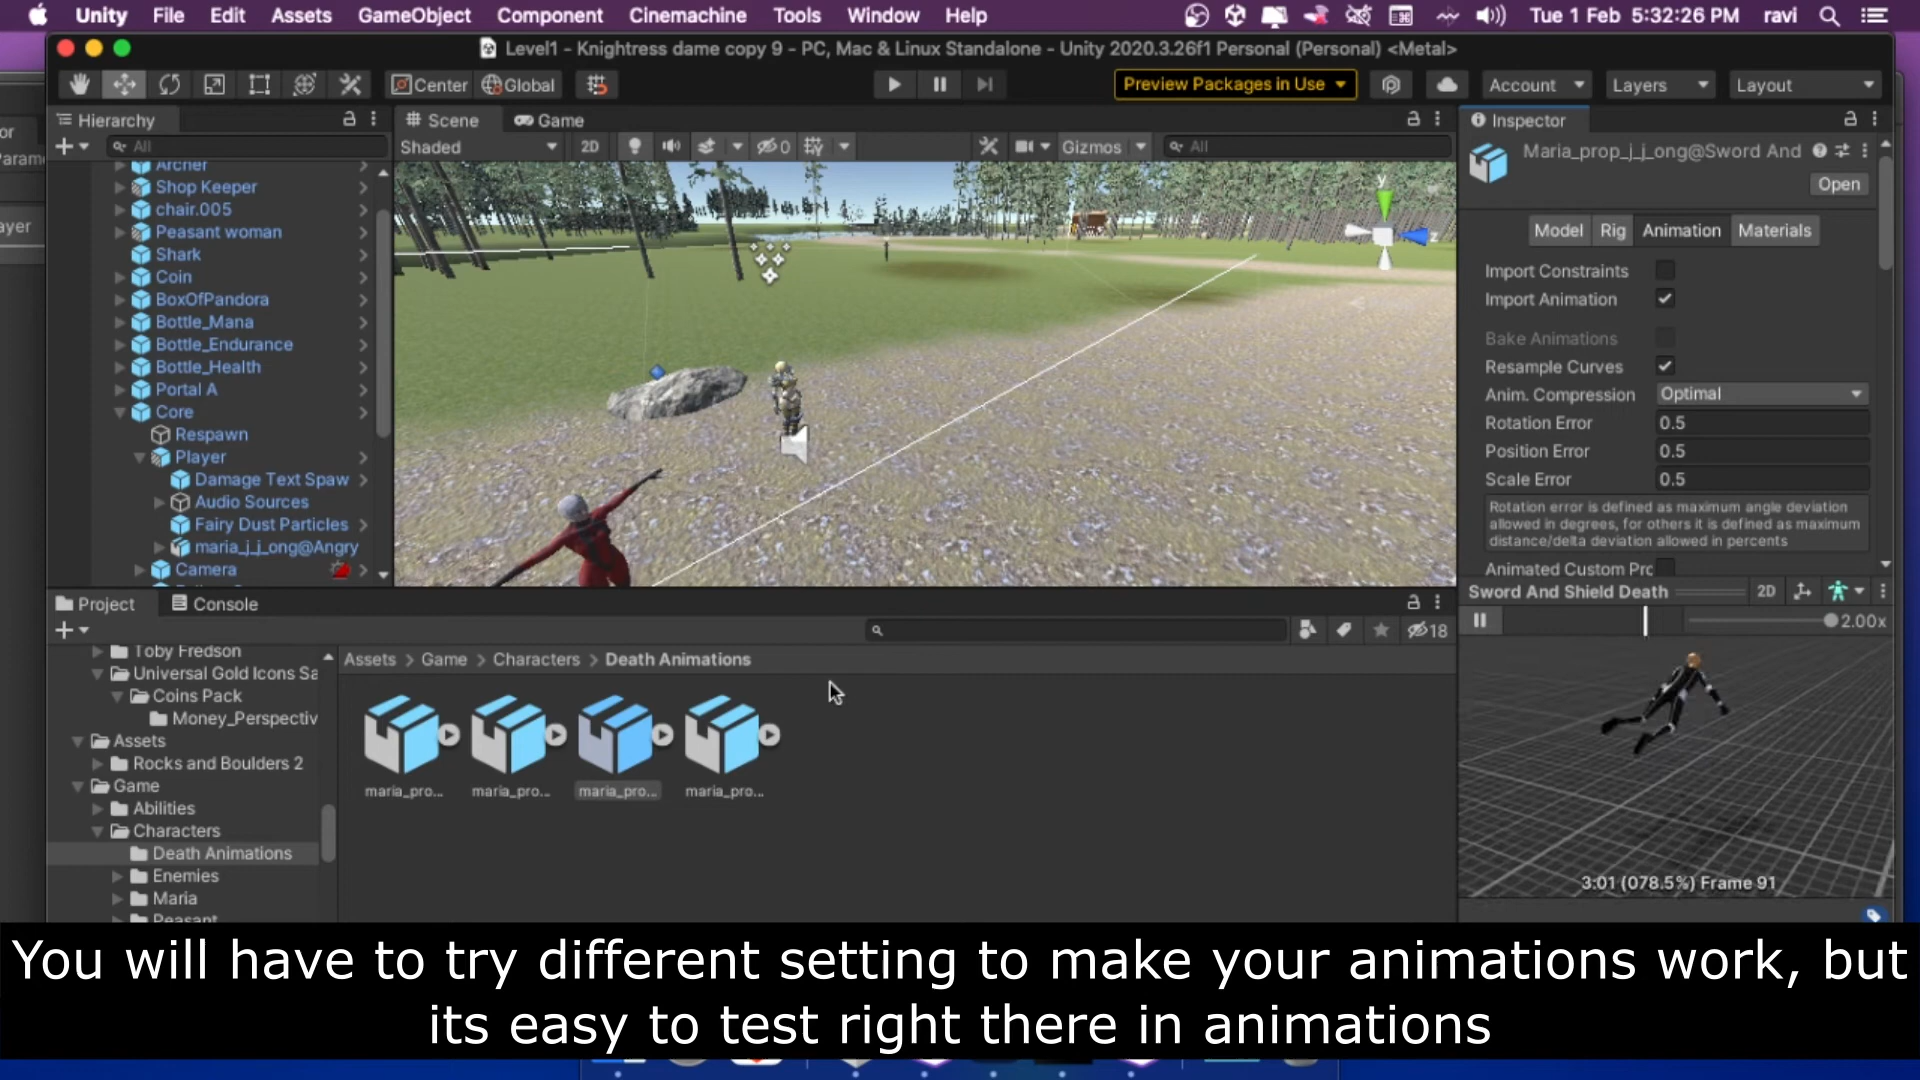 Unity File Edit Assets GameObject Component Cinemachine Tools Window Help Tue 1 Feb 5:32:26 PM ravi
Level1 - Knightress dame copy 9 - PC, Mac & Linux Standalone - Unity 2020.3.26f1 Personal (Personal) <Metal>
Center Global Preview Packages in Use Account Layers Layout
Hierarchy
All
Archer
Shop Keeper
chair.005
Peasant woman
Shark
Coin
BoxOfPandora
Bottle_Mana
Bottle_Endurance
Bottle_Health
Portal A
Core
Respawn
Player
Damage Text Spaw
Audio Sources
Fairy Dust Particles
maria_j_j_ong@Angry
Camera
Scene Game
Shaded 2D 0 Gizmos All
y
z
Inspector
Maria_prop_j_j_ong@Sword And
Open
Model Rig Animation Materials
Import Constraints
Import Animation
Bake Animations
Resample Curves
Anim. Compression Optimal
Rotation Error 0.5
Position Error 0.5
Scale Error 0.5
Rotation error is defined as maximum angle deviation
allowed in degrees, for others it is defined as maximum
distance/delta deviation allowed in percents
Animated Custom Prc
Sword And Shield Death 2D
2.00x
3:01 (078.5%) Frame 91
Project Console
18
Toby Fredson
Universal Gold Icons Sa
Coins Pack
Money_Perspectiv
Assets
Rocks and Boulders 2
Game
Abilities
Characters
Death Animations
Enemies
Maria
Peasant
Assets > Game > Characters > Death Animations
maria_pro... maria_pro... maria_pro... maria_pro...
You will have to try different setting to make your animations work, but
its easy to test right there in animations